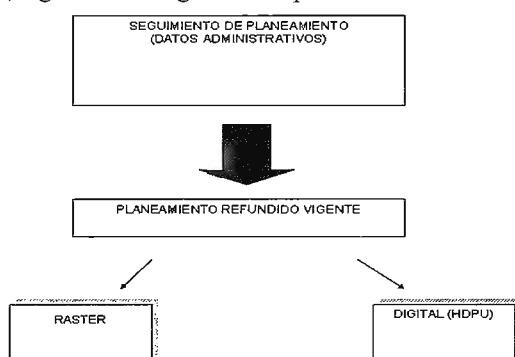 SEGUIMIENTO DE PLANEAMIENTO
(DATOS ADMINISTRATIVOS)
PLANEAMIENTO REFUNDIDO VIGENTE
RASTER
DIGITAL (HDPU)